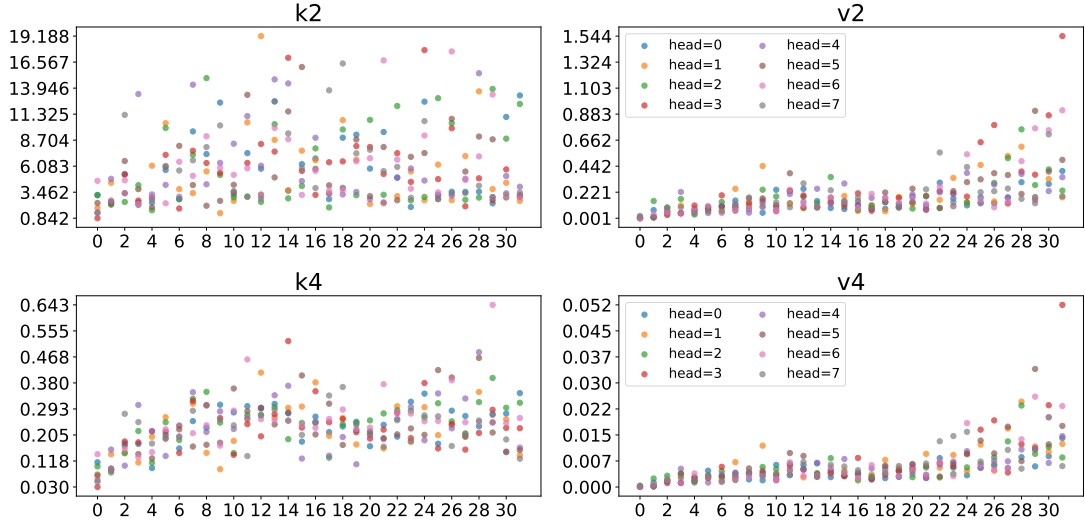 k2
19.188
16.567
13.946
11.325
8.704
6.083
3.462
0.842
0 2 4 6 8 10 12 14 16 18 20 22 24 26 28 30
v2
1.544
1.324
1.103
0.883
0.662
0.442
0.221
0.001
head=0 head=4
head=1 head=5
head=2 head=6
head=3 head=7
0 2 4 6 8 10 12 14 16 18 20 22 24 26 28 30
k4
0.643
0.555
0.468
0.380
0.293
0.205
0.118
0.030
0 2 4 6 8 10 12 14 16 18 20 22 24 26 28 30
v4
0.052
0.045
0.037
0.030
0.022
0.015
0.007
0.000
head=0 head=4
head=1 head=5
head=2 head=6
head=3 head=7
0 2 4 6 8 10 12 14 16 18 20 22 24 26 28 30